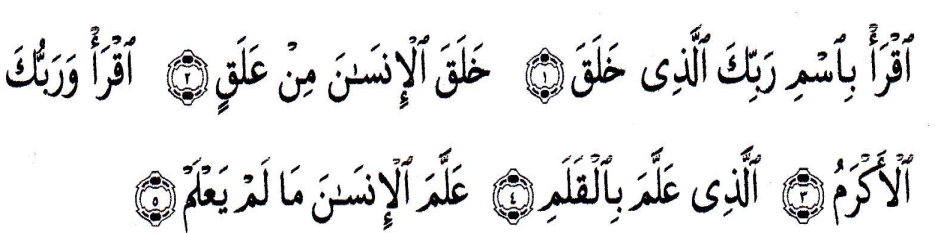 ٱقْرَأْ بِٱسْمِ رَبِّكَ ٱلَّذِى خَلَقَ ۝١ خَلَقَ ٱلْإِنسَـٰنَ مِنْ عَلَقٍ ۝٢ ٱقْرَأْ وَرَبُّكَ
ٱلْأَكْرَمُ ۝٣ ٱلَّذِى عَلَّمَ بِٱلْقَلَمِ ۝٤ عَلَّمَ ٱلْإِنسَـٰنَ مَا لَمْ يَعْلَمْ ۝٥